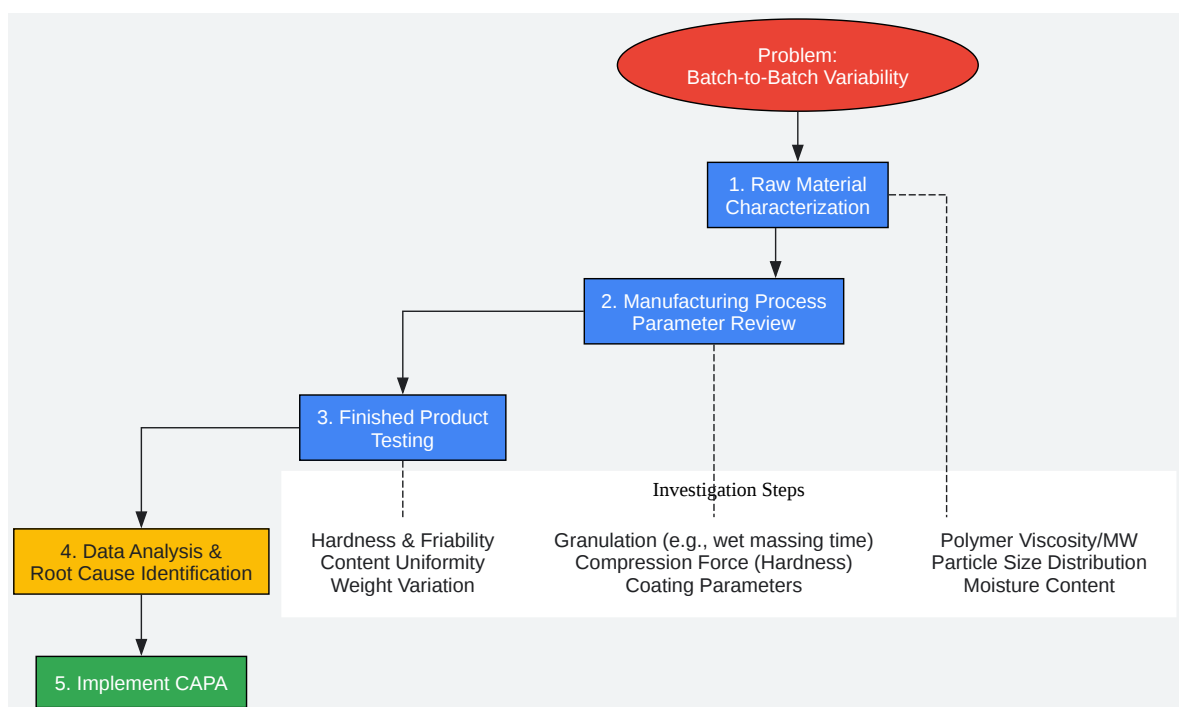 Problem:
Batch-to-Batch Variability
1. Raw Material
Characterization
2. Manufacturing Process
Parameter Review
3. Finished Product
Testing
Investigation Steps
4. Data Analysis &
Root Cause Identification
Hardness & Friability
Content Uniformity
Weight Variation
Granulation (e.g., wet massing time)
Compression Force (Hardness)
Coating Parameters
Polymer Viscosity/MW
Particle Size Distribution
Moisture Content
5. Implement CAPA